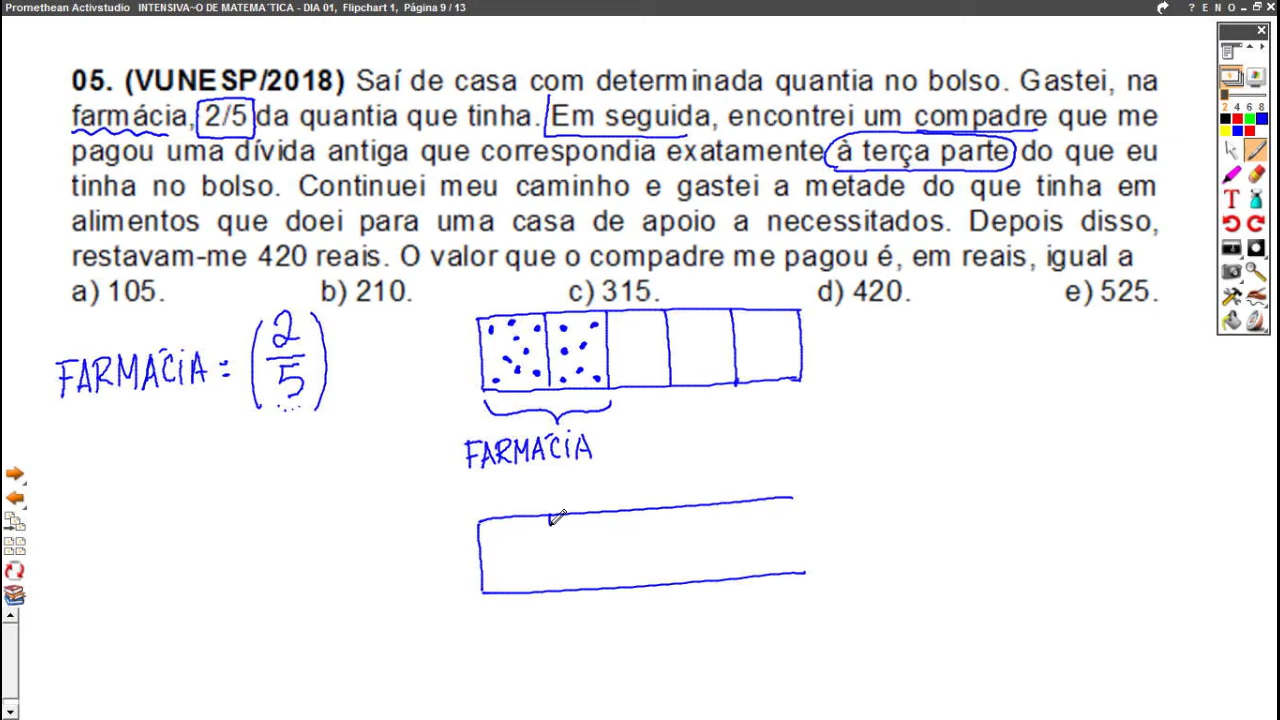 Promethean Activstudio INTENSIVA~O DE MATEMA´TICA - DIA 01, Flipchart 1, Página 9 / 13
? E N O
05. (VUNESP/2018) Saí de casa com determinada quantia no bolso. Gastei, na
farmácia, 2/5 da quantia que tinha. Em seguida, encontrei um compadre que me
pagou uma dívida antiga que correspondia exatamente à terça parte do que eu
tinha no bolso. Continuei meu caminho e gastei a metade do que tinha em
alimentos que doei para uma casa de apoio a necessitados. Depois disso,
restavam-me 420 reais. O valor que o compadre me pagou é, em reais, igual a
a) 105. b) 210. c) 315. d) 420. e) 525.
FARMÁCIA = (2/5)
FARMÁCIA
2 4 6 8